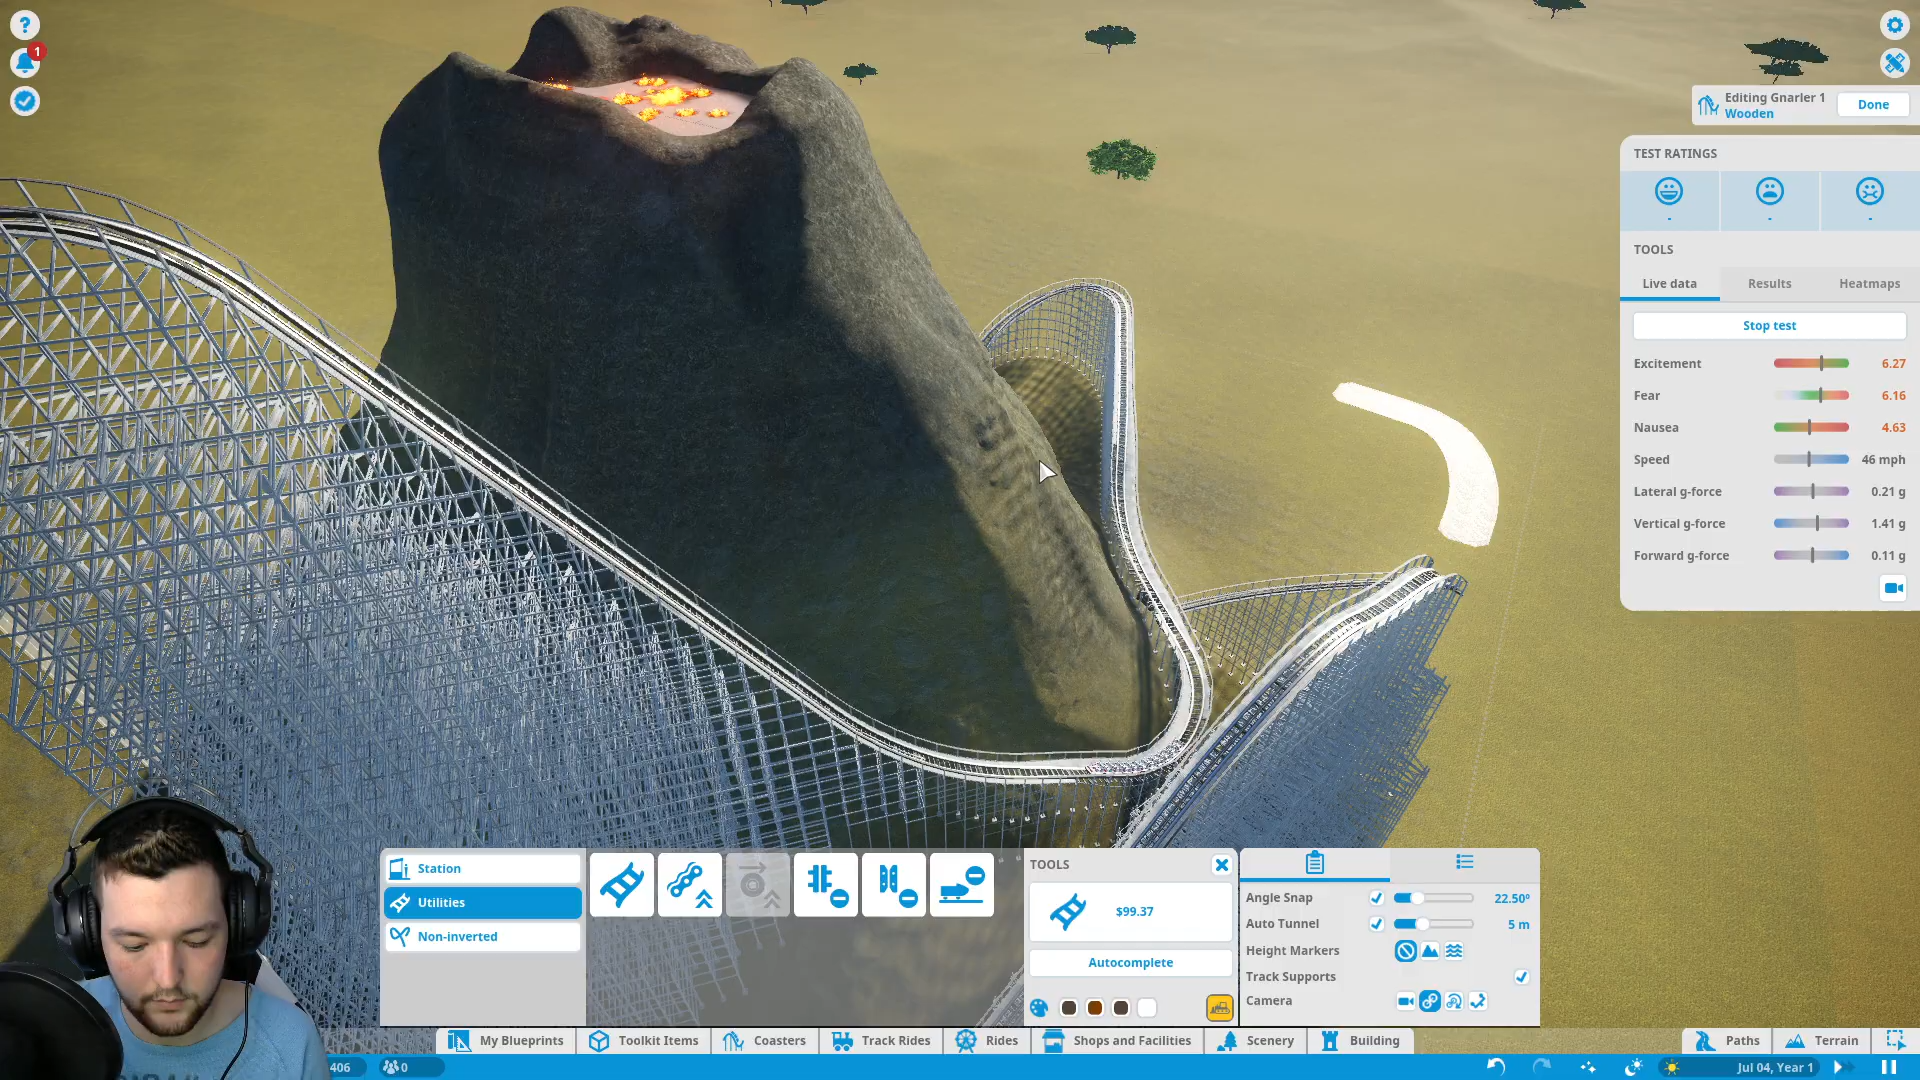 ?
1
Editing Gnarler 1
Wooden
Done
TEST RATINGS
- - -
TOOLS
Live data Results Heatmaps
Stop test
Excitement 6.27
Fear 6.16
Nausea 4.63
Speed 46 mph
Lateral g-force 0.21 g
Vertical g-force 1.41 g
Forward g-force 0.11 g
Station
Utilities
Non-inverted
TOOLS
$99.37
Autocomplete
Angle Snap 22.50º
Auto Tunnel 5 m
Height Markers
Track Supports
Camera
My Blueprints Toolkit Items Coasters Track Rides Rides Shops and Facilities Scenery Building Paths Terrain
406 0 Jul 04, Year 1